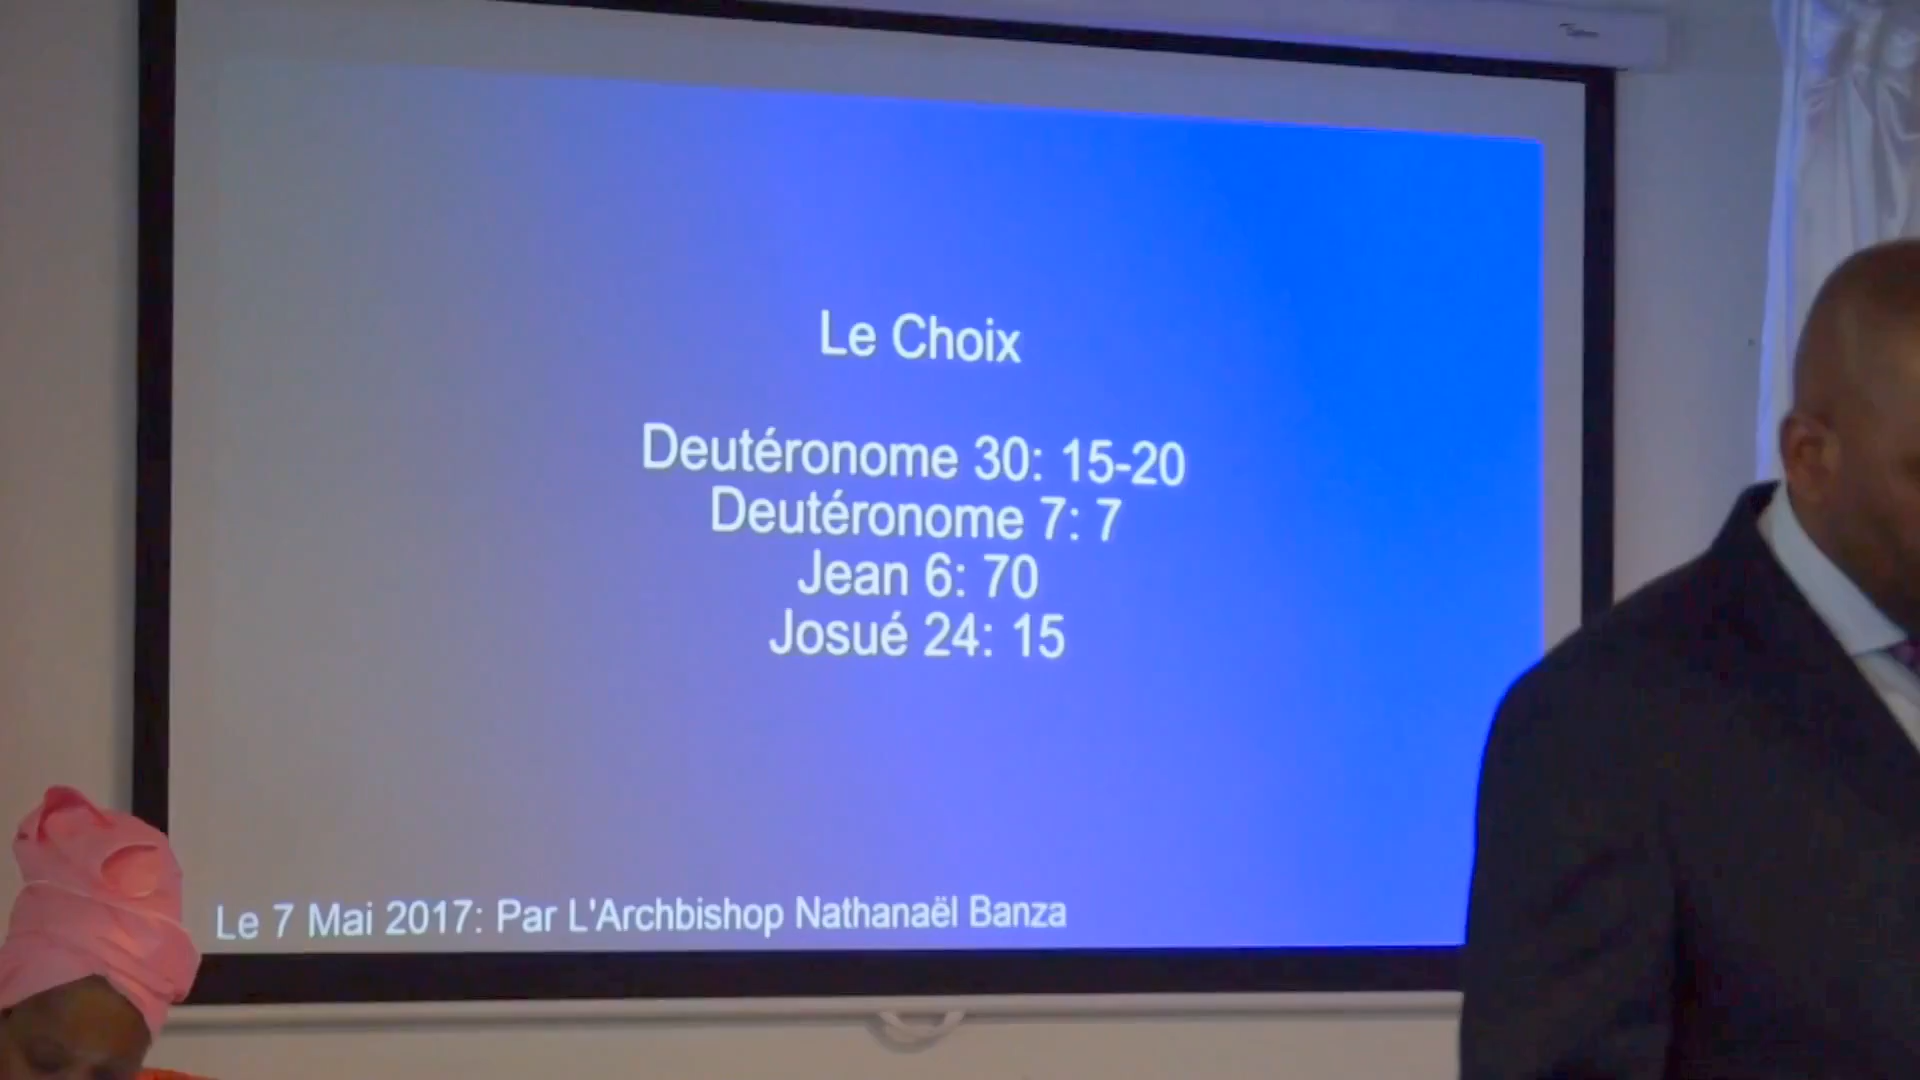 Le Choix
Deutéronome 30: 15-20
Deutéronome 7: 7
Jean 6: 70
Josué 24: 15
Le 7 Mai 2017: Par L'Archbishop Nathanaël Banza